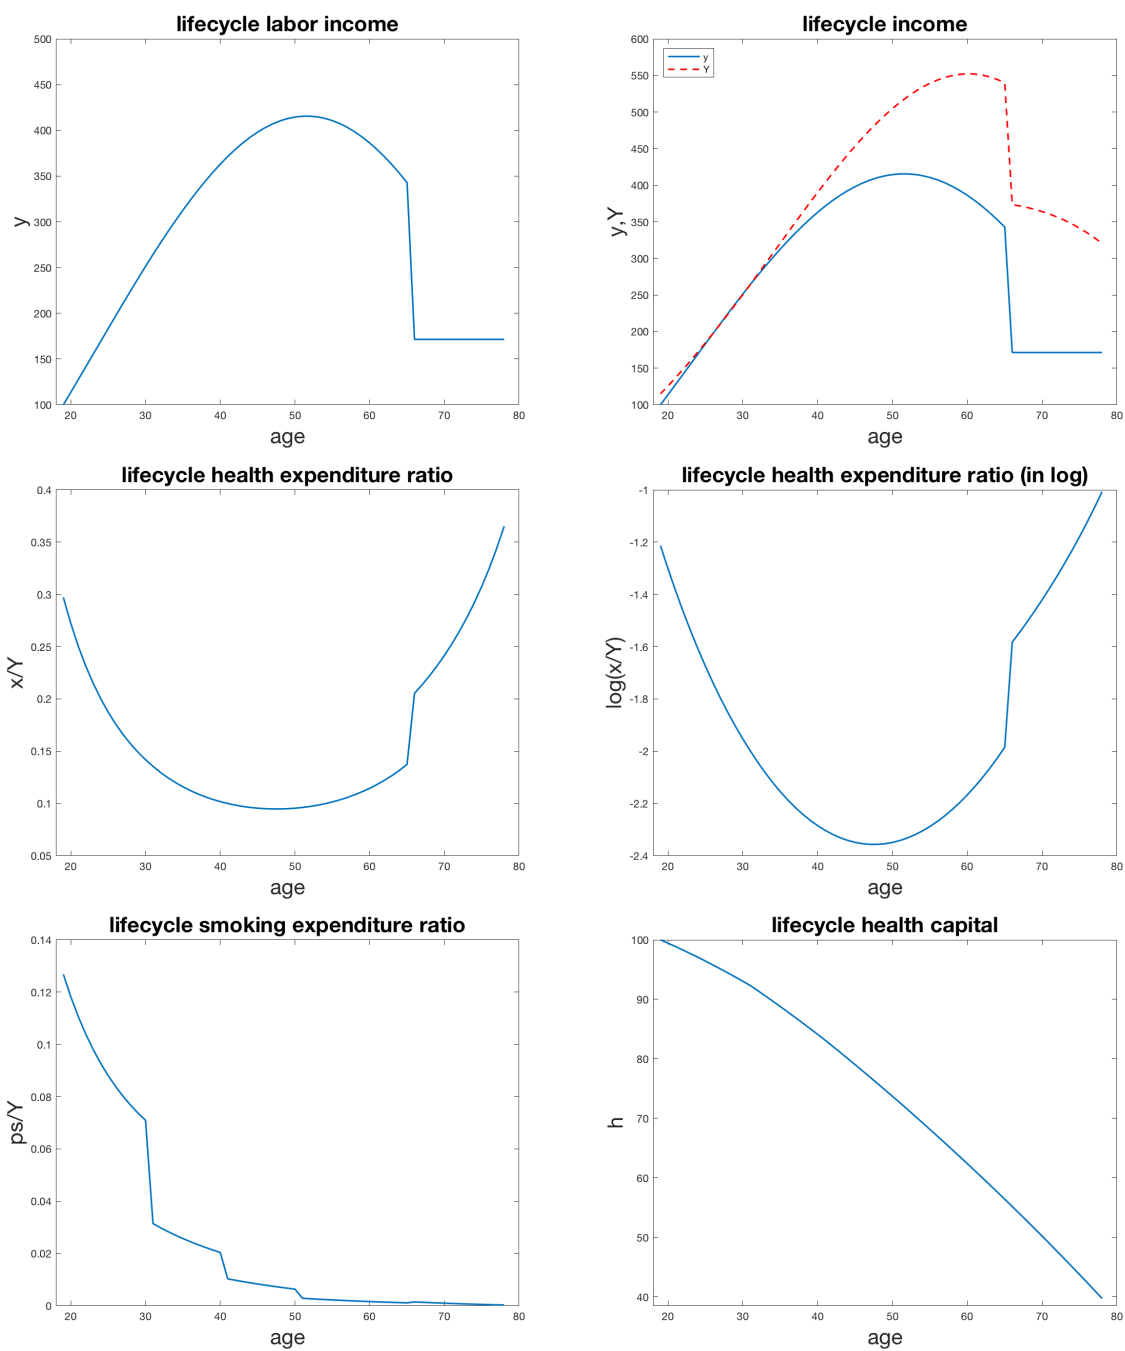 lifecycle labor income
500
450
400
350
300
250
200
150
100
y
20 30 40 50 60 70 80
age
lifecycle income
600
550
500
450
400
350
300
250
200
150
100
y,Y
y
Y
20 30 40 50 60 70 80
age
lifecycle health expenditure ratio
0.4
0.35
0.3
0.25
0.2
0.15
0.1
0.05
x/Y
20 30 40 50 60 70 80
age
lifecycle health expenditure ratio (in log)
-1
-1.2
-1.4
-1.6
-1.8
-2
-2.2
-2.4
log(x/Y)
20 30 40 50 60 70 80
age
lifecycle smoking expenditure ratio
0.14
0.12
0.1
0.08
0.06
0.04
0.02
0
ps/Y
20 30 40 50 60 70 80
age
lifecycle health capital
100
90
80
70
60
50
40
h
20 30 40 50 60 70 80
age